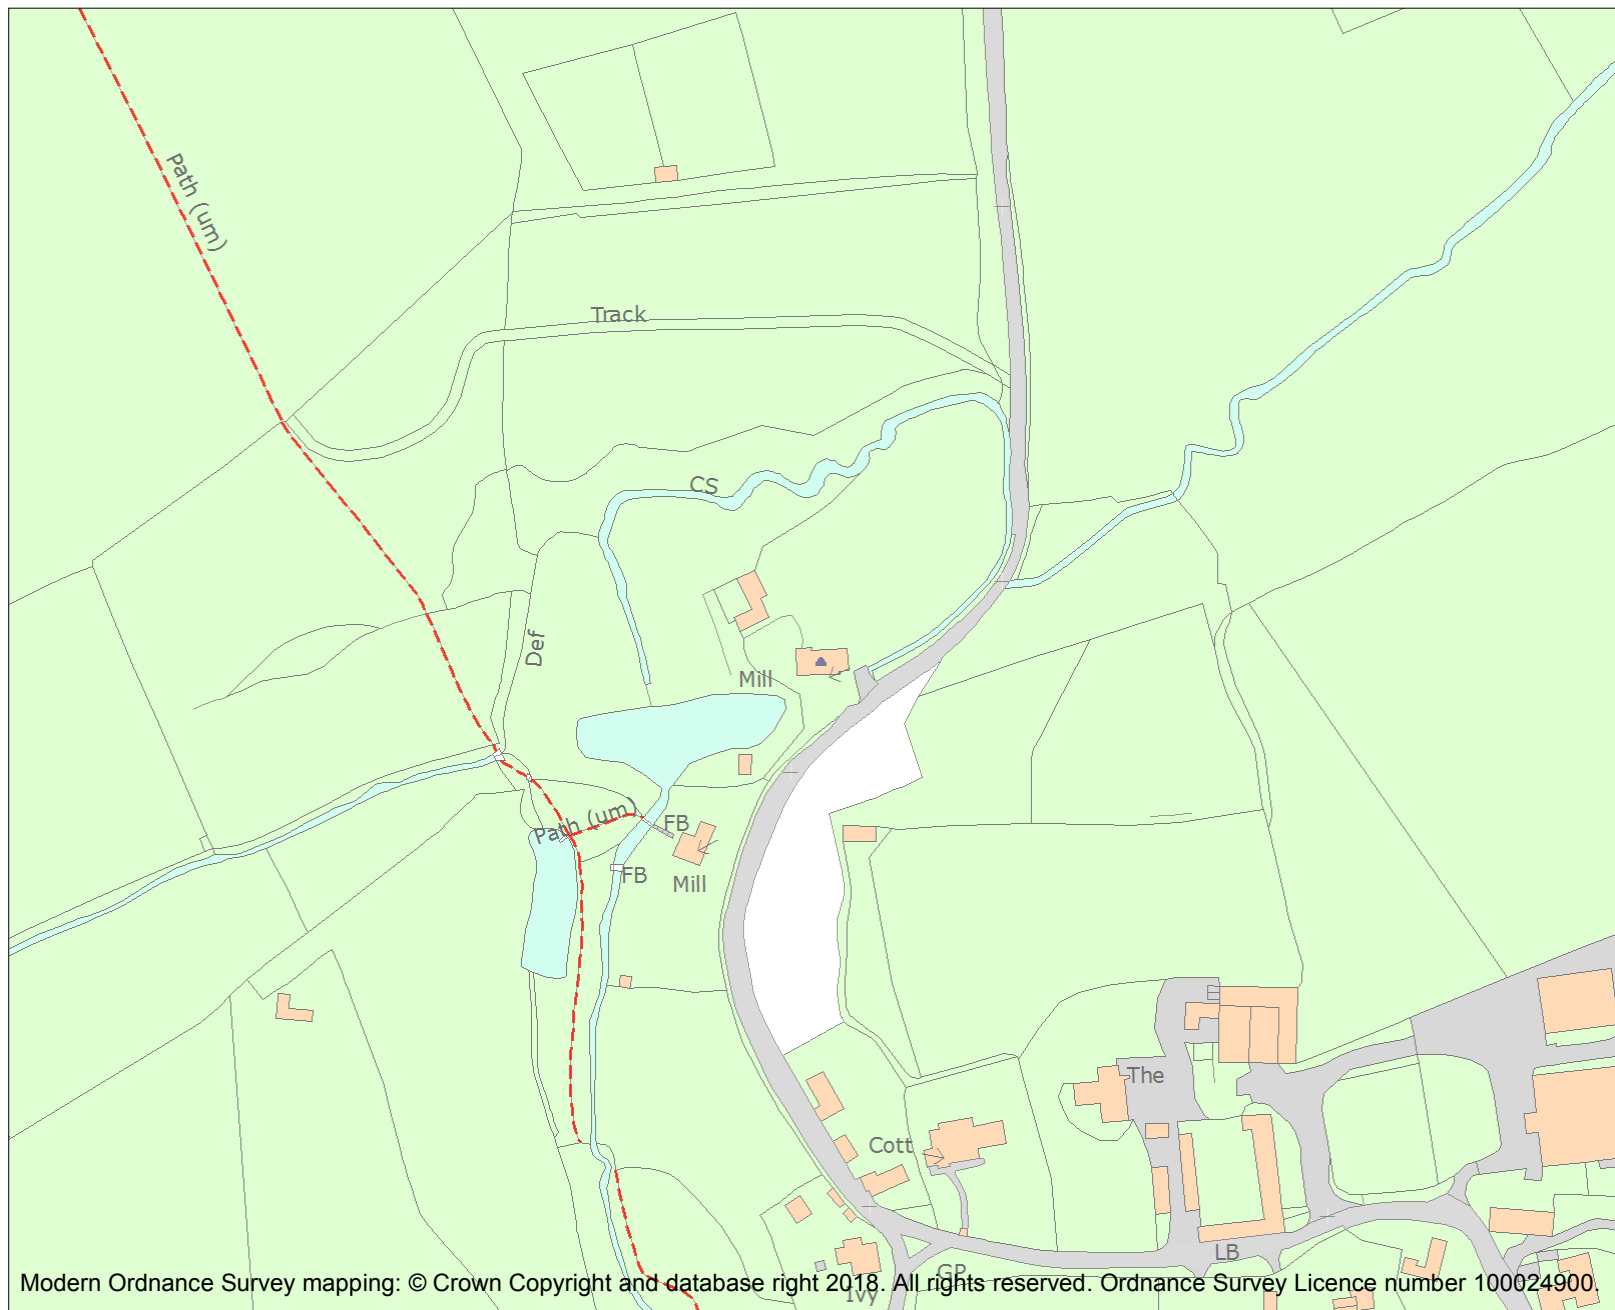 Path (um)
Track
CS
Def
Mill
Path (um)
FB
FB
Mill
The
Cott
LB
GP
Modern Ordnance Survey mapping: © Crown Copyright and database right 2018. All rights reserved. Ordnance Survey Licence number 100024900.
Ivy